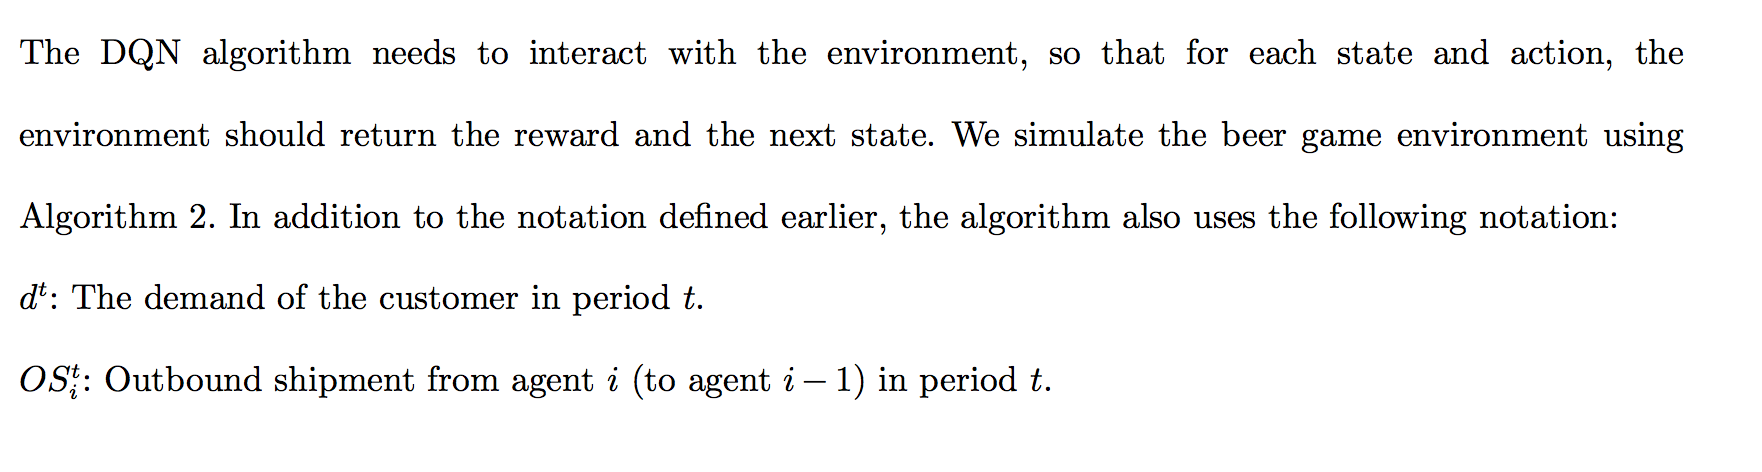 The DQN algorithm needs to interact with the environment, so that for each state and action, the
environment should return the reward and the next state. We simulate the beer game environment using
Algorithm 2. In addition to the notation defined earlier, the algorithm also uses the following notation:
$d^t$: The demand of the customer in period $t$.
$OS_i^t$: Outbound shipment from agent $i$ (to agent $i-1$) in period $t$.